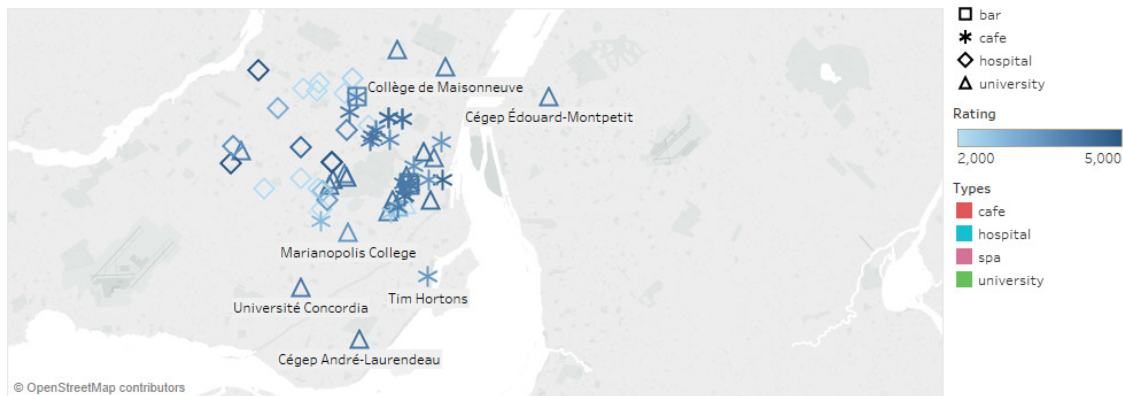 Collège de Maisonneuve
Cégep Édouard-Montpetit
Marianopolis College
Université Concordia
Tim Hortons
Cégep André-Laurendeau
© OpenStreetMap contributors
bar
cafe
hospital
university
Rating
2,000 5,000
Types
cafe
hospital
spa
university